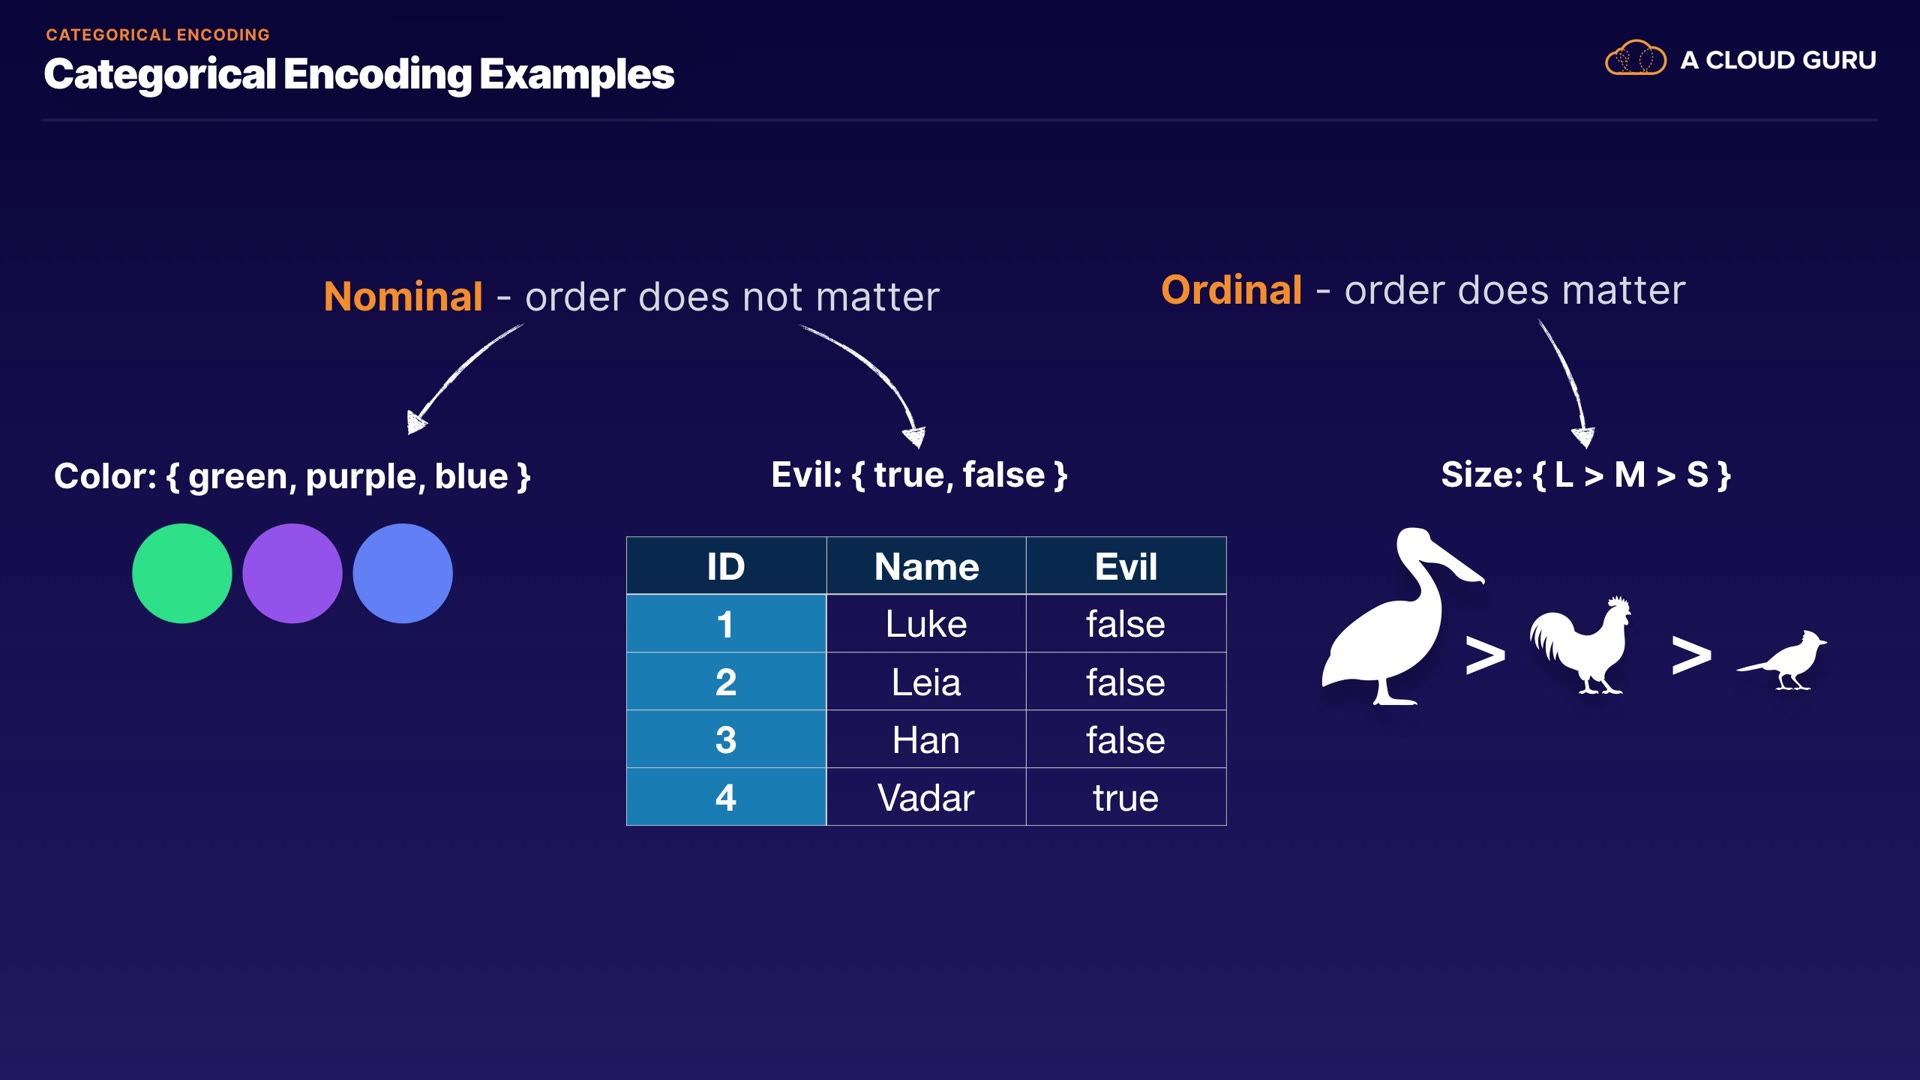 CATEGORICAL ENCODING
Categorical Encoding Examples
A CLOUD GURU
Nominal - order does not matter
Ordinal - order does matter
Color: { green, purple, blue }
Evil: { true, false }
Size: { L > M > S }
ID Name Evil
1 Luke false
2 Leia false
3 Han false
4 Vadar true
> >